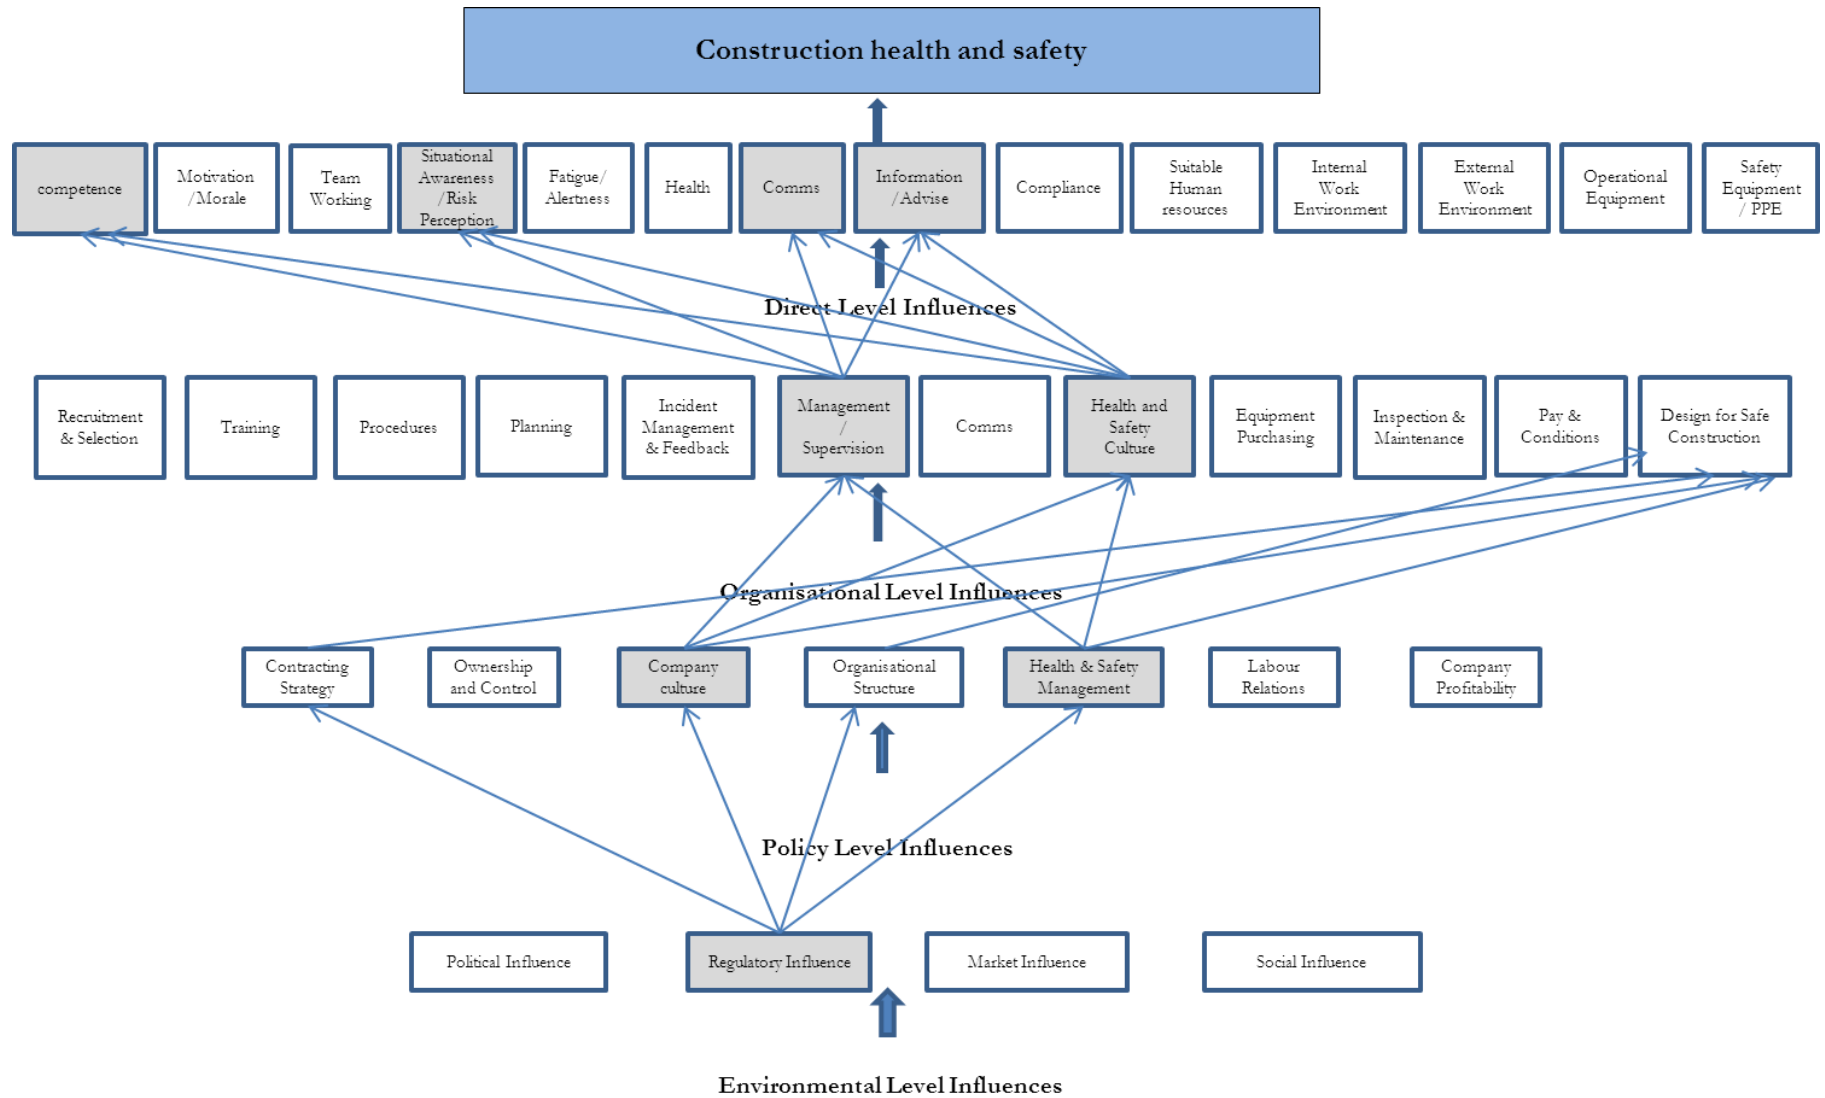 Construction health and safety
competence
Motivation
/Morale
Team
Working
Situational
Awareness
/Risk
Perception
Fatigue/
Alertness
Health
Comms
Information
/Advise
Compliance
Suitable
Human
resources
Internal
Work
Environment
External
Work
Environment
Operational
Equipment
Safety
Equipment
/ PPE
Direct Level Influences
Recruitment
& Selection
Training
Procedures
Planning
Incident
Management
& Feedback
Management
/
Supervision
Comms
Health and
Safety
Culture
Equipment
Purchasing
Inspection &
Maintenance
Pay &
Conditions
Design for Safe
Construction
Organisational Level Influences
Contracting
Strategy
Ownership
and Control
Company
culture
Organisational
Structure
Health & Safety
Management
Labour
Relations
Company
Profitability
Policy Level Influences
Political Influence
Regulatory Influence
Market Influence
Social Influence
Environmental Level Influences